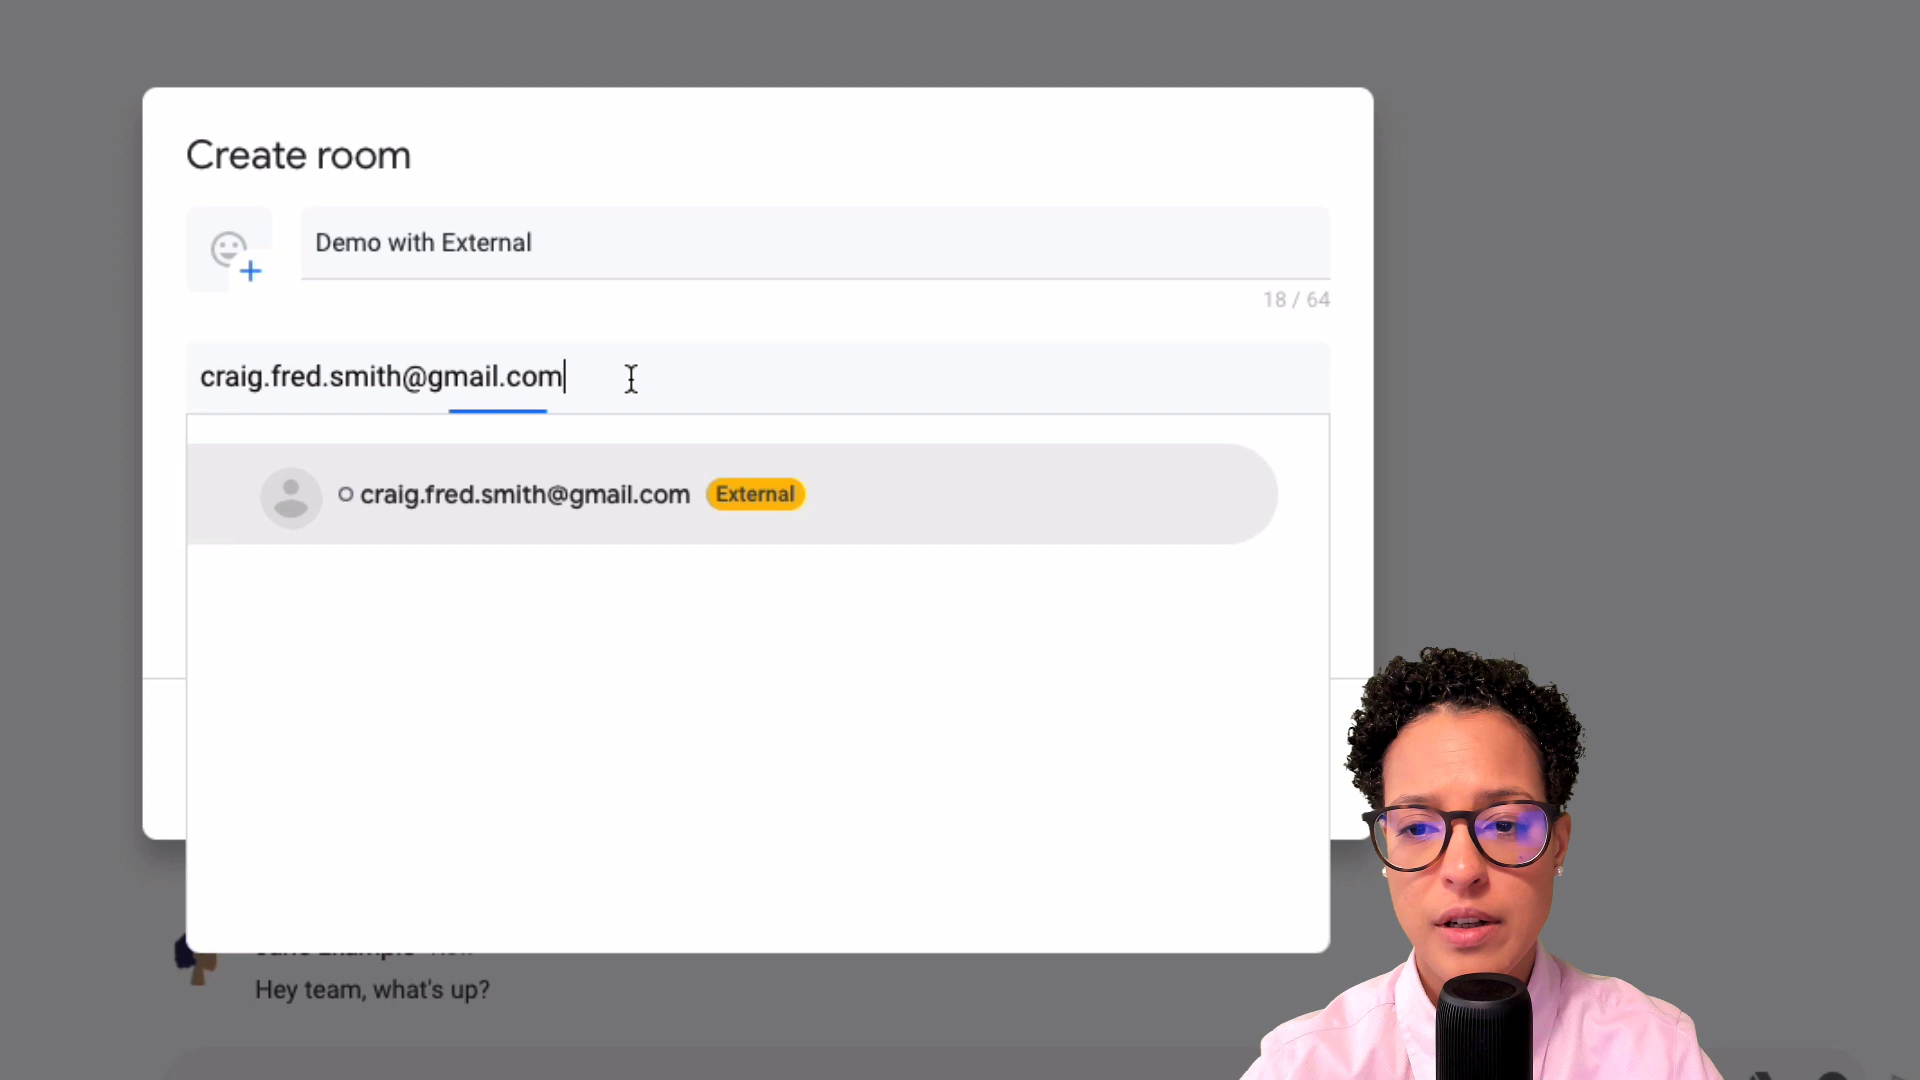 Create room
Demo with External
18 / 64
craig.fred.smith@gmail.com
craig.fred.smith@gmail.com External
Hey team, what's up?